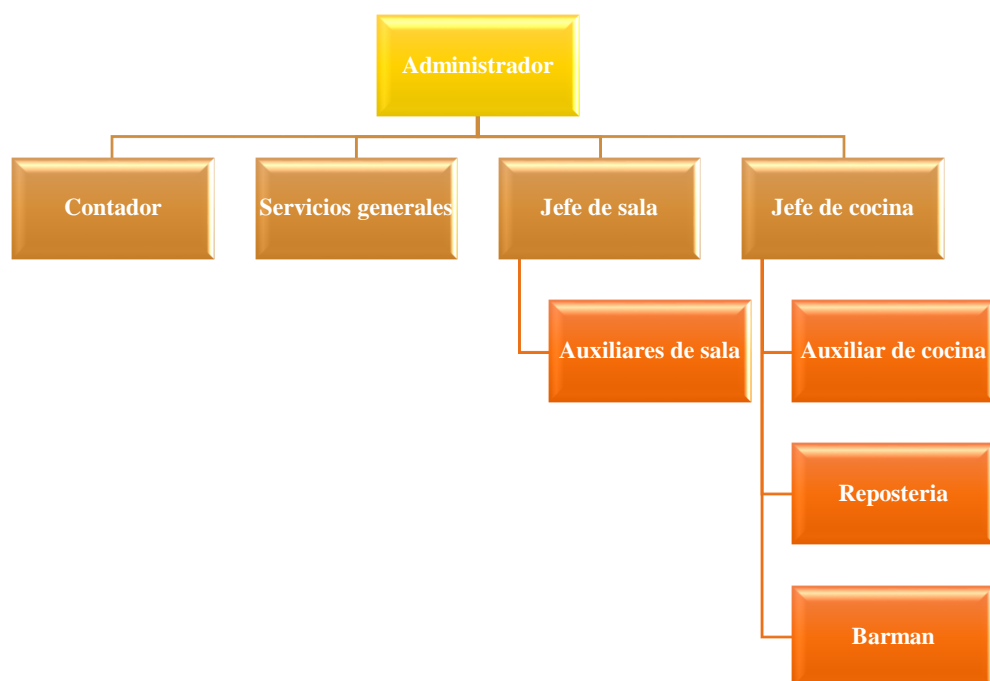 Administrador
Contador
Servicios generales
Jefe de sala
Jefe de cocina
Auxiliares de sala
Auxiliar de cocina
Reposteria
Barman